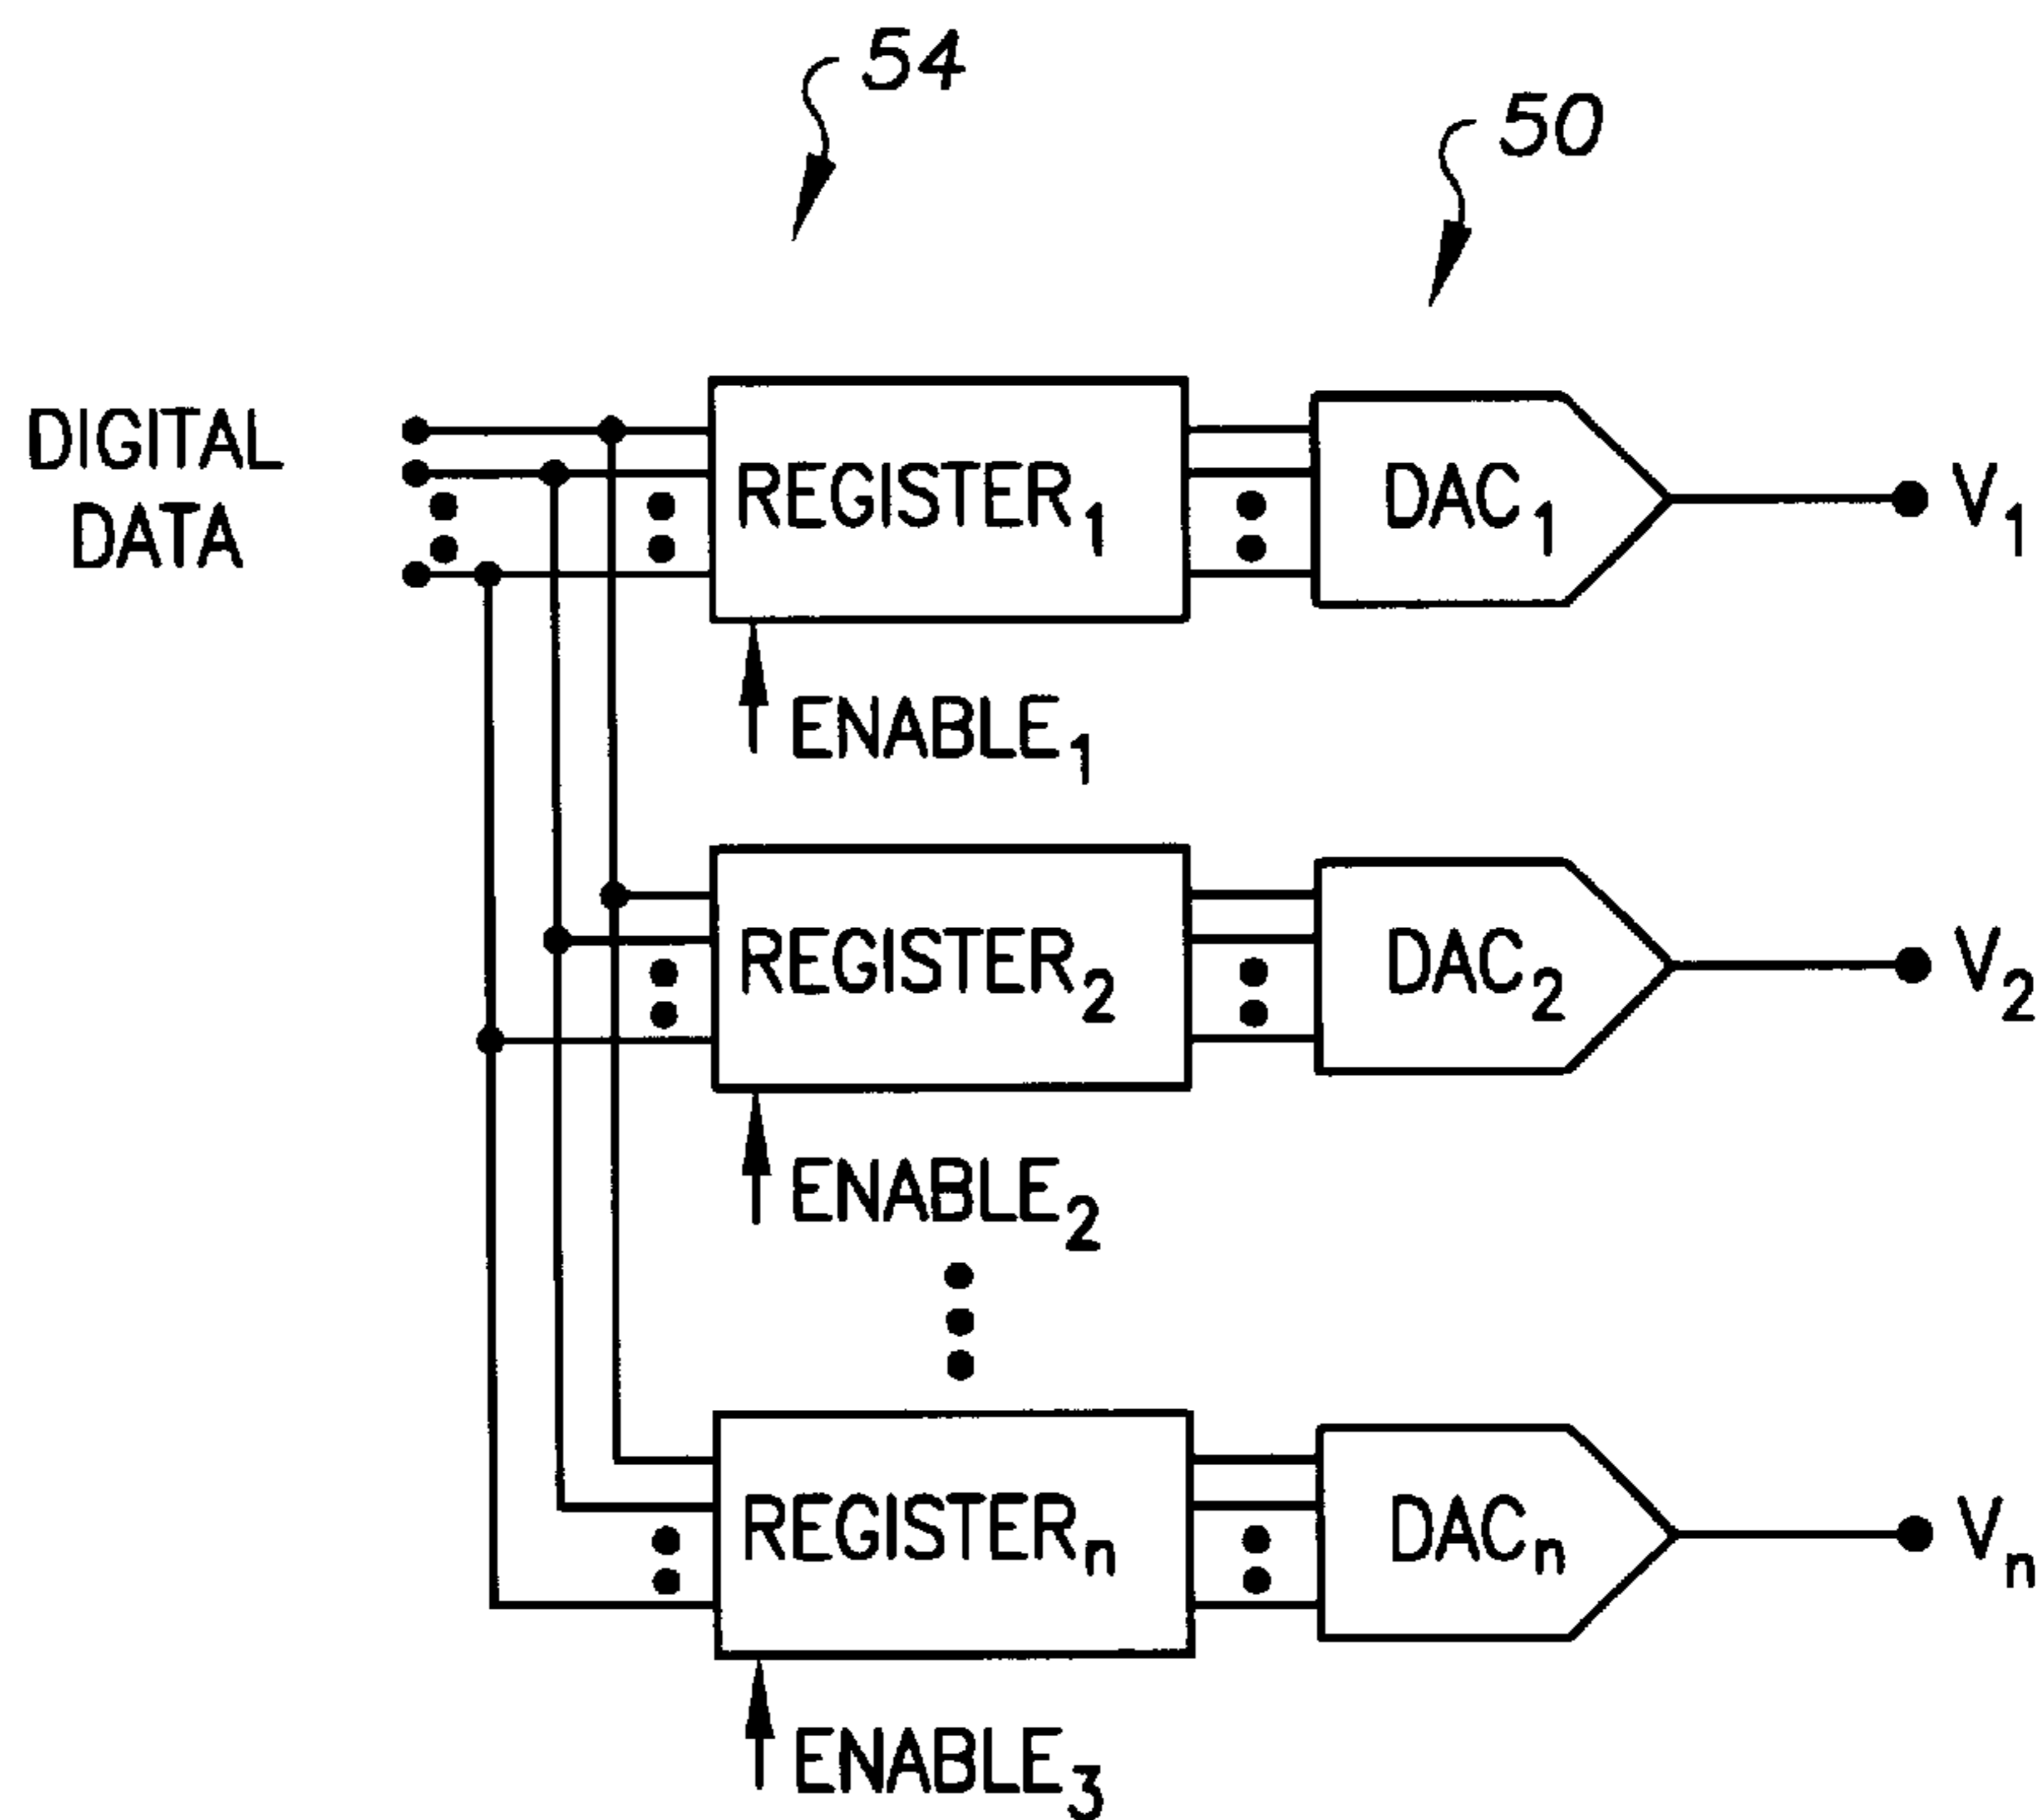 54
50
DIGITAL
DATA
REGISTER1
DAC1
V1
ENABLE1
REGISTER2
DAC2
V2
ENABLE2
REGISTERn
DACn
Vn
ENABLE3